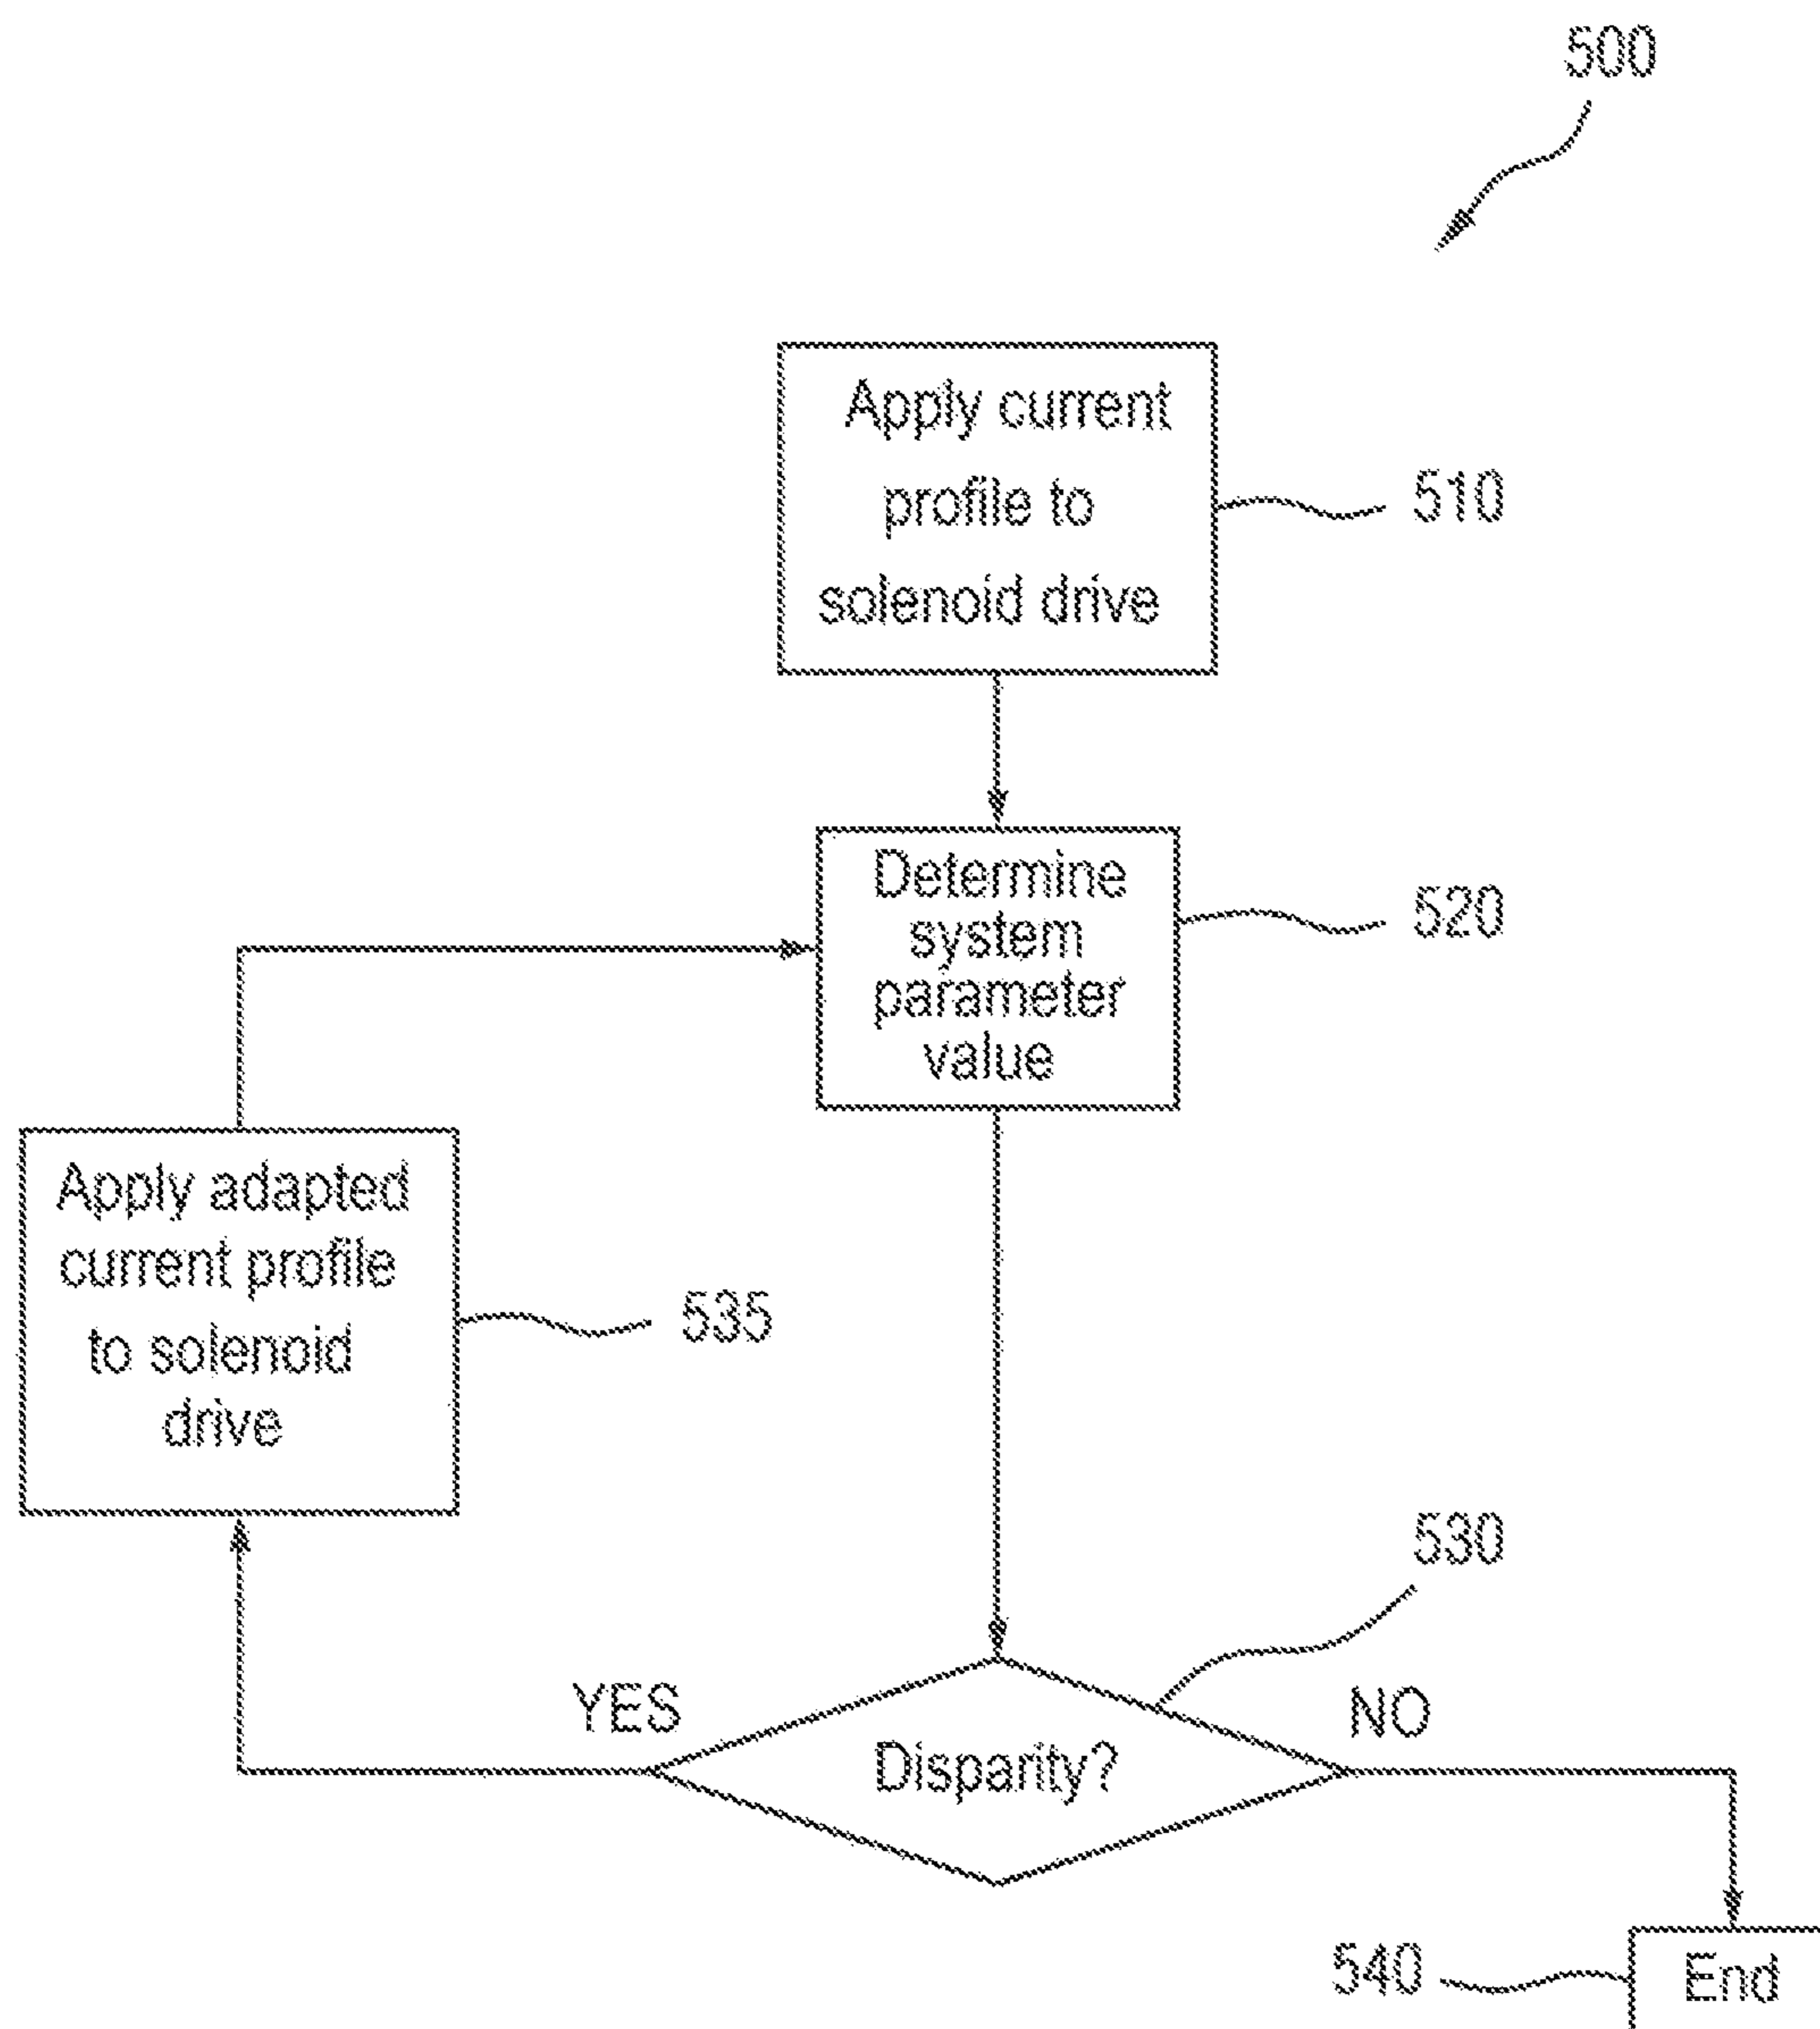 500
Apply current
profile to
solenoid drive
510
Determine
system
parameter
value
520
Apply adapted
current profile
to solenoid
drive
535
530
YES
Disparity?
NO
540
End